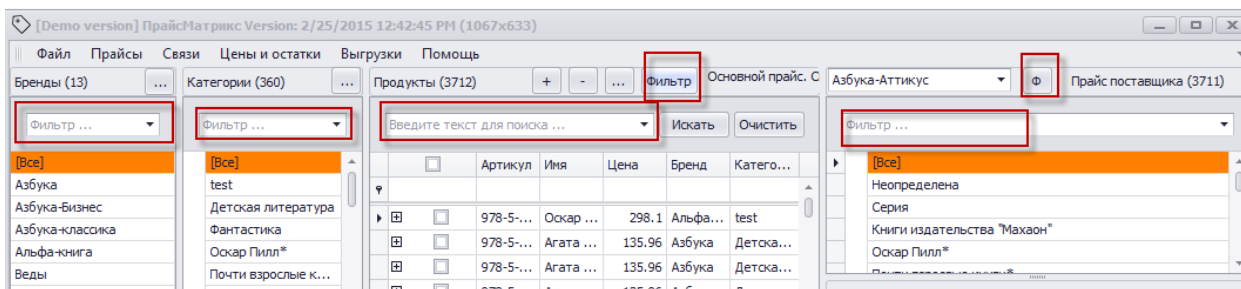 [Demo version] ПрайсМатрикс Version: 2/25/2015 12:42:45 PM (1067x633)
Файл Прайсы Связи Цены и остатки Выгрузки Помощь
Бренды (13) ... Категории (360) ... Продукты (3712) + - ... Фильтр Основной прайс. С Азбука-Аттикус Ф Прайс поставщика (3711)
Фильтр ... Фильтр ... Введите текст для поиска ... Искать Очистить Фильтр ...
[Все] [Все] Артикул Имя Цена Бренд Катего... [Все]
Азбука test Неопределена
Азбука-Бизнес Детская литература 978-5-... Оскар ... 298.1 Альфа... test Серия
Азбука-классика Фантастика 978-5-... Агата ... 135.96 Азбука Детска... Книги издательства "Махаон"
Альфа-книга Оскар Пилл* 978-5-... Агата ... 135.96 Азбука Детска... Оскар Пилл*
Веды Почти взрослые к...